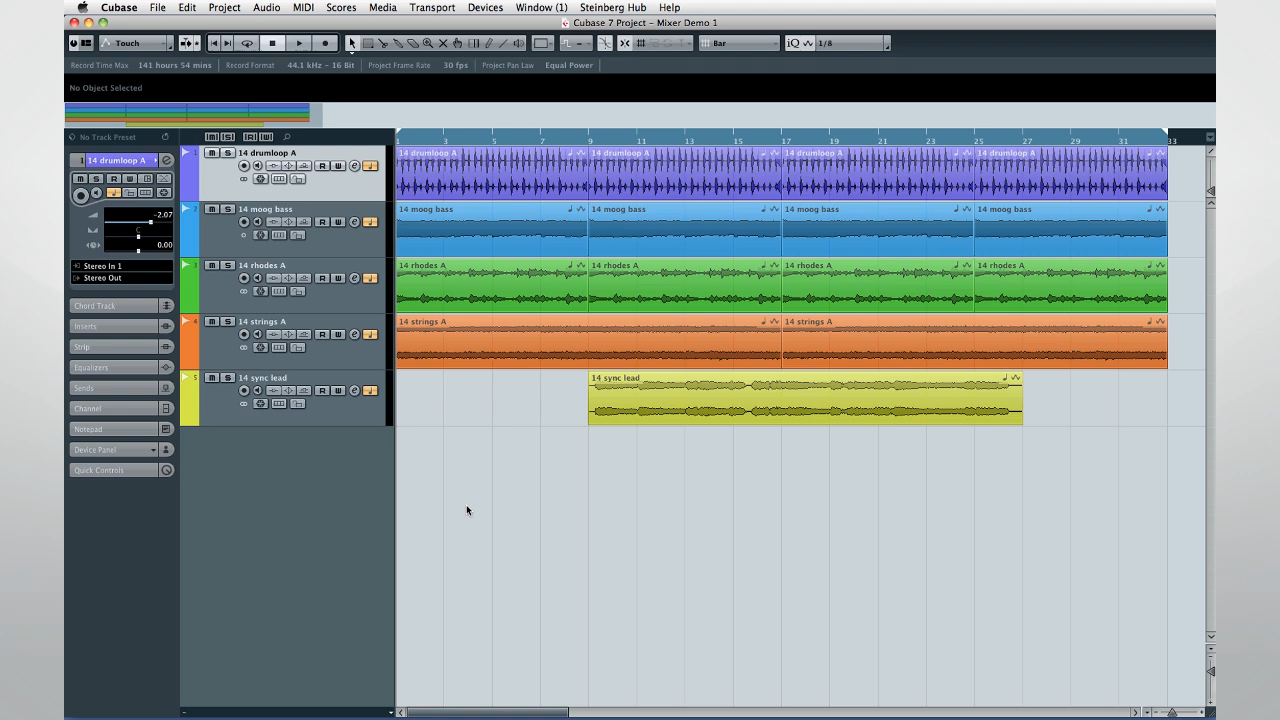 Cubase File Edit Project Audio MIDI Scores Media Transport Devices Window (1) Steinberg Hub Help
Cubase 7 Project - Mixer Demo 1
Touch Bar iQ 1/8
Record Time Max 141 hours 54 mins Record Format 44.1 kHz - 16 Bit Project Frame Rate 30 fps Project Pan Law Equal Power
No Object Selected
No Track Preset
M S R W
1 3 5 7 9 11 13 15 17 19 21 23 25 27 29 31 33
1 14 drumloop A
M S R W
-2.07
C
0.00
Stereo In 1
Stereo Out
Chord Track
Inserts
Strip
Equalizers
Sends
Channel
Notepad
Device Panel
Quick Controls
1 M S 14 drumloop A
R W e
2 M S 14 moog bass
R W e
3 M S 14 rhodes A
R W e
4 M S 14 strings A
R W e
5 M S 14 sync lead
R W e
14 drumloop A 14 drumloop A 14 drumloop A 14 drumloop A
14 moog bass 14 moog bass 14 moog bass 14 moog bass
14 rhodes A 14 rhodes A 14 rhodes A 14 rhodes A
14 strings A 14 strings A
14 sync lead